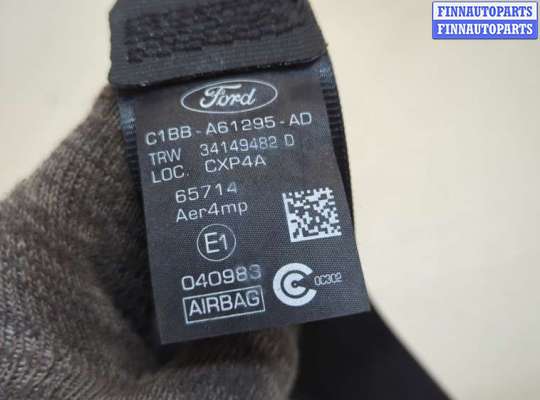 FINNAUTOPARTS
FINNAUTOPARTS
Ford
C1BB-A61295-AD
TRW 34149482 D
LOC. CXP4A
65714
Aer4mp
E1
040983
0C302
AIRBAG